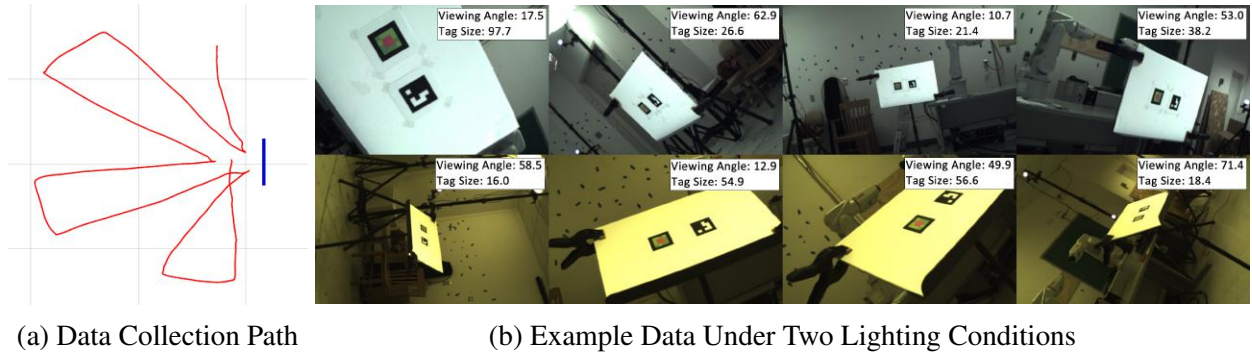 Viewing Angle: 17.5
Tag Size: 97.7
Viewing Angle: 62.9
Tag Size: 26.6
Viewing Angle: 10.7
Tag Size: 21.4
Viewing Angle: 53.0
Tag Size: 38.2
Viewing Angle: 58.5
Tag Size: 16.0
Viewing Angle: 12.9
Tag Size: 54.9
Viewing Angle: 49.9
Tag Size: 56.6
Viewing Angle: 71.4
Tag Size: 18.4
(a) Data Collection Path
(b) Example Data Under Two Lighting Conditions